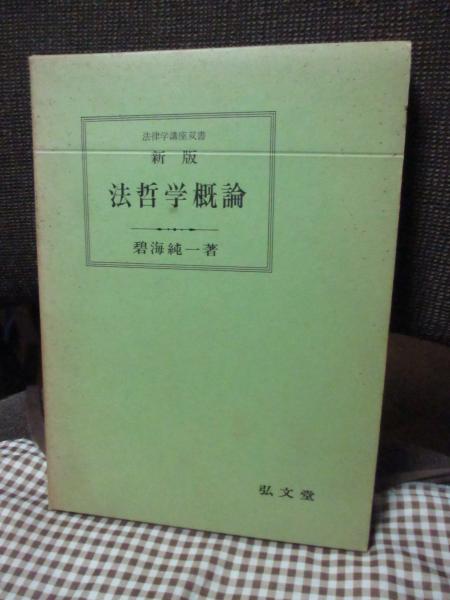 法律学講座双書
新版
法哲学概論
碧海純一著
弘文堂